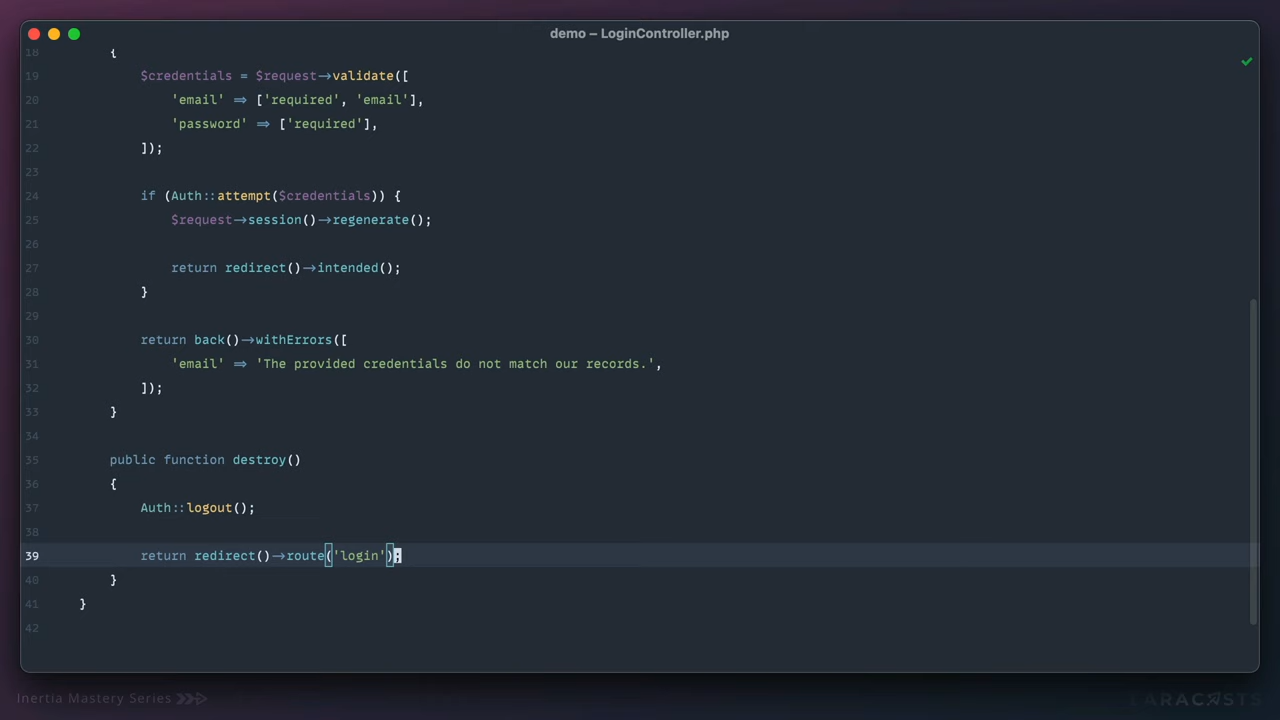 demo – LoginController.php
18 {
19 $credentials = $request->validate([
20 'email' => ['required', 'email'],
21 'password' => ['required'],
22 ]);
23
24 if (Auth::attempt($credentials)) {
25 $request->session()->regenerate();
26
27 return redirect()->intended();
28 }
29
30 return back()->withErrors([
31 'email' => 'The provided credentials do not match our records.',
32 ]);
33 }
34
35 public function destroy()
36 {
37 Auth::logout();
38
39 return redirect()->route('login');
40 }
41 }
42
Inertia Mastery Series
LARACASTS